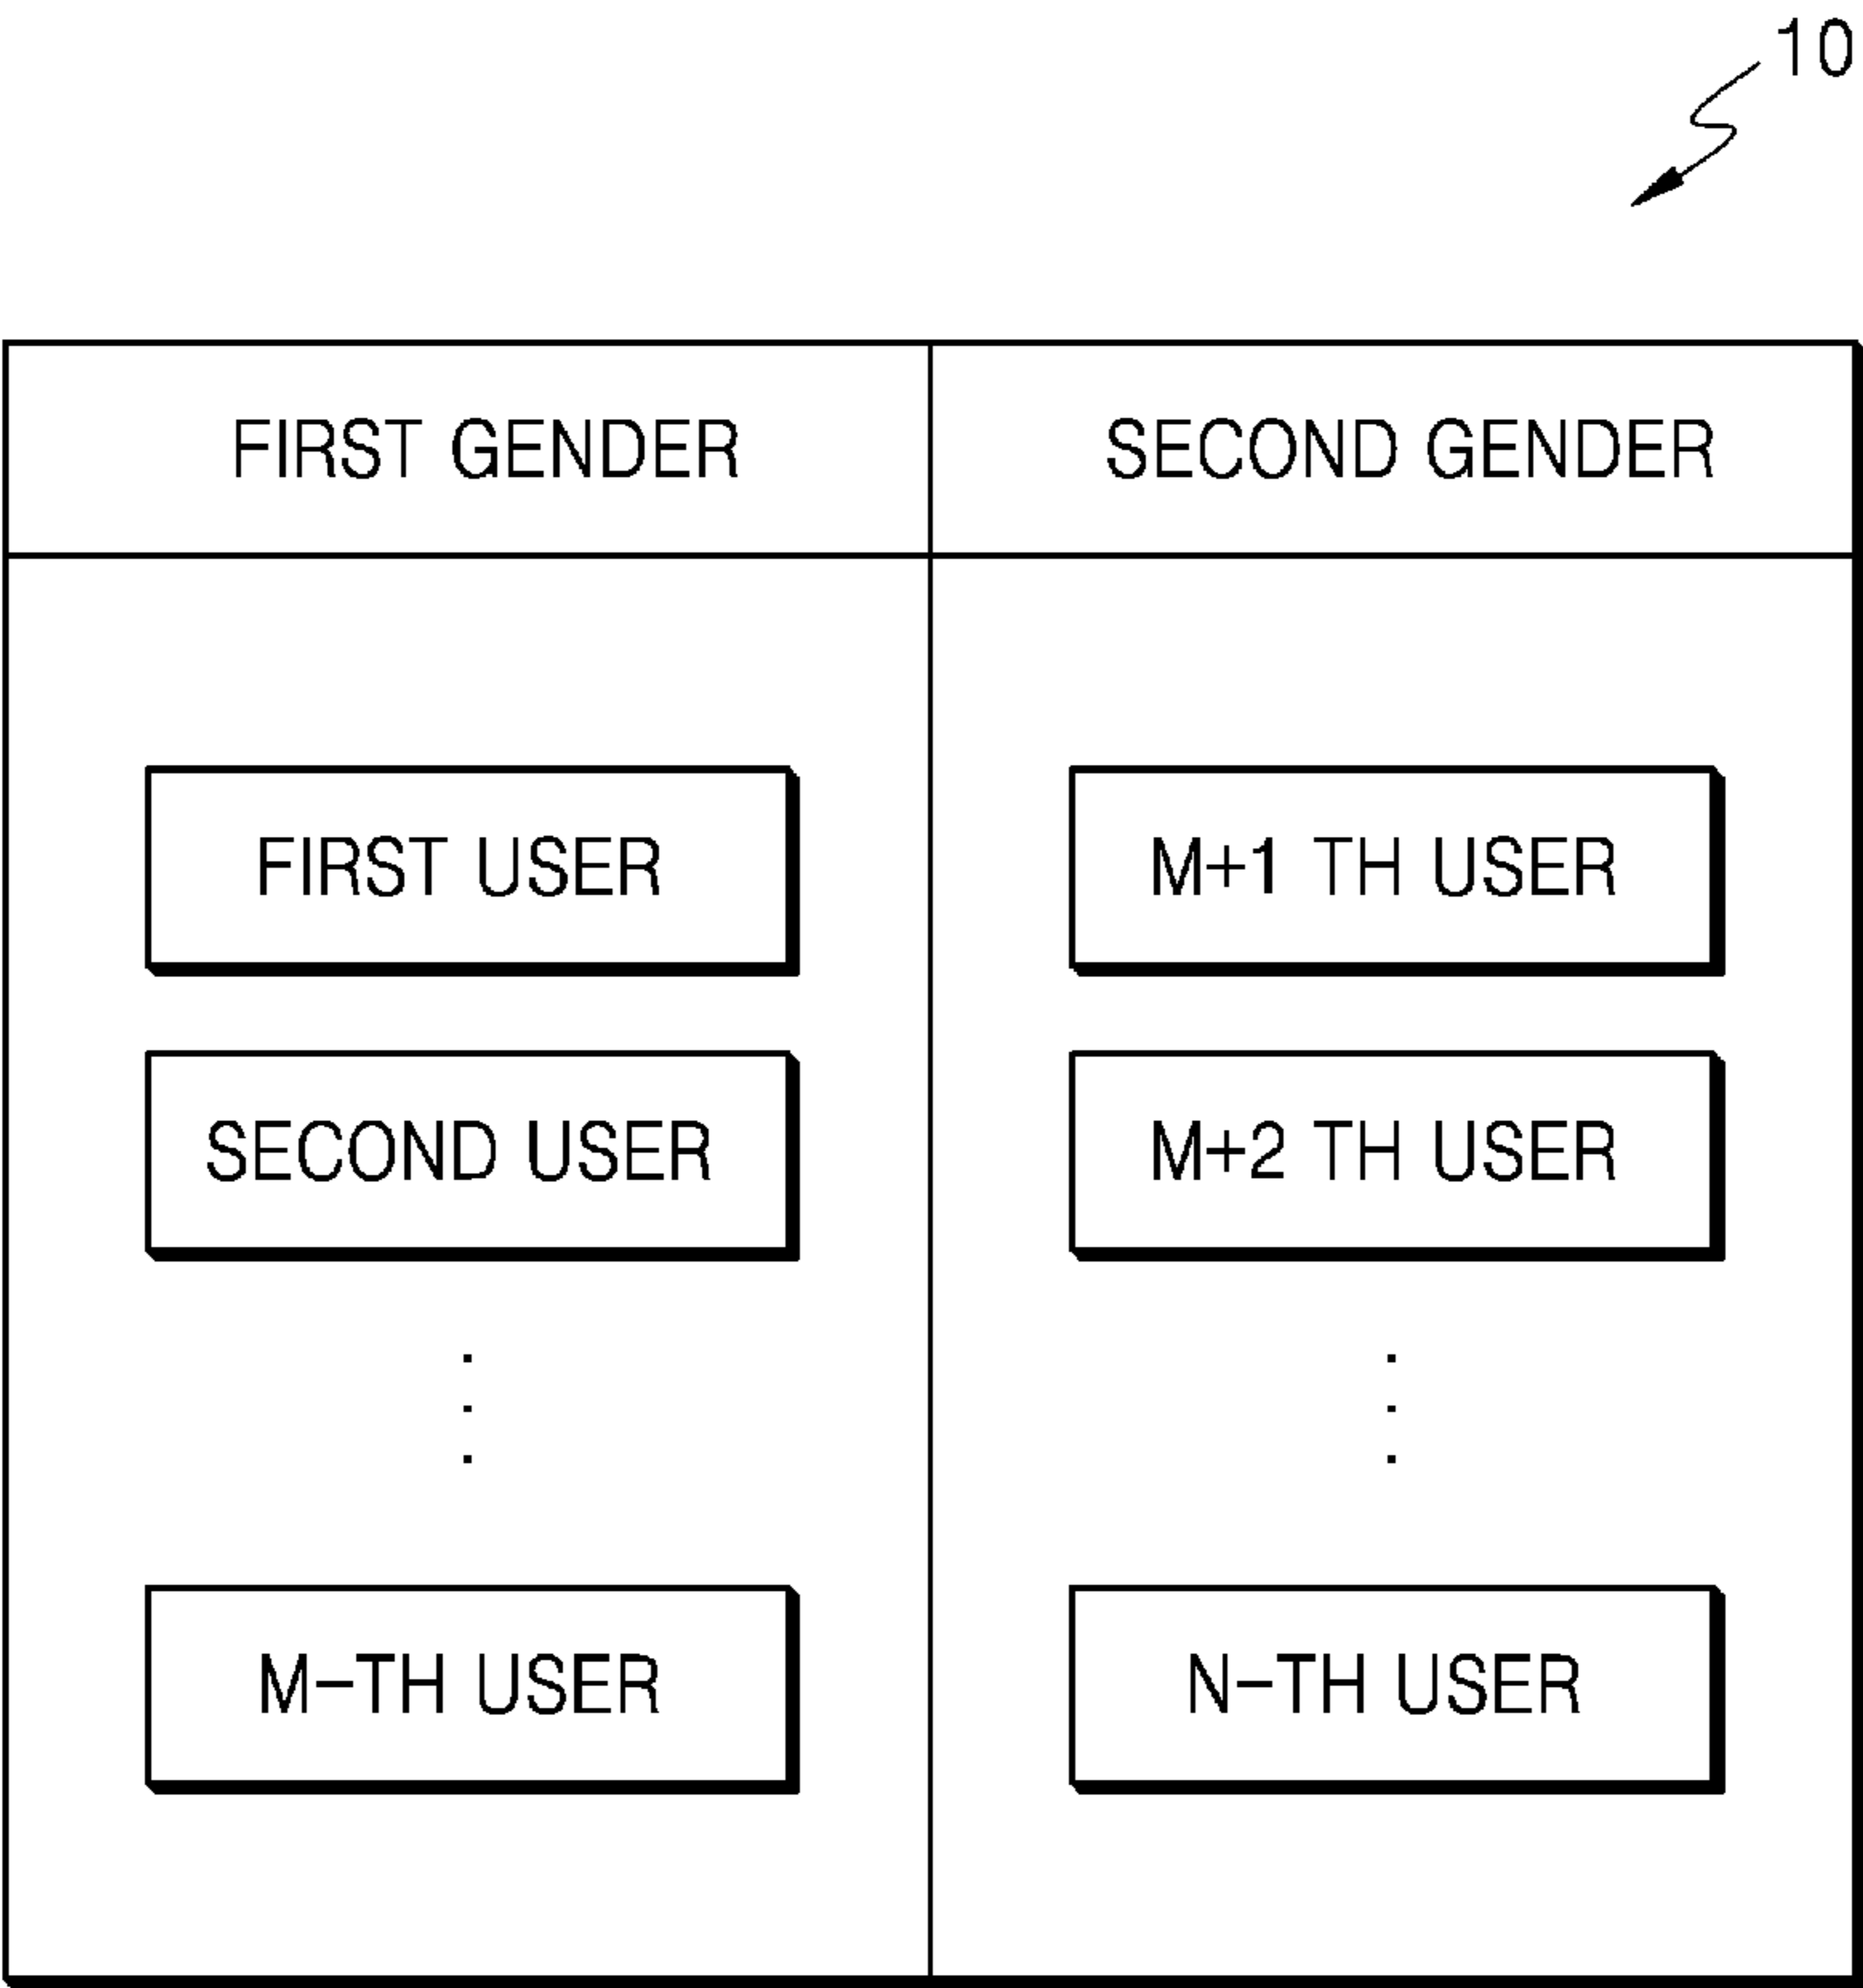 10
FIRST GENDER
SECOND GENDER
FIRST USER
M+1 TH USER
SECOND USER
M+2 TH USER
M-TH USER
N-TH USER